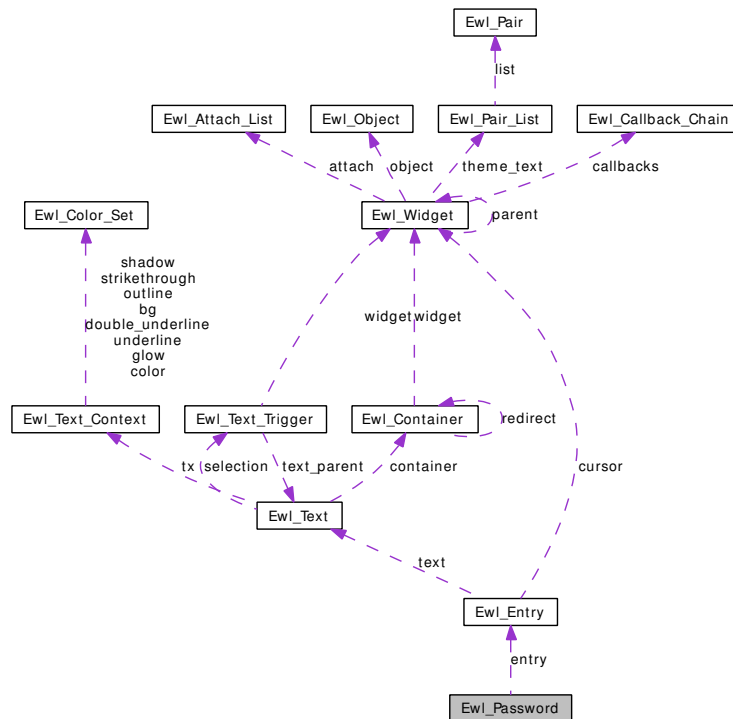 Ewl_Pair
list
Ewl_Attach_List
Ewl_Object
Ewl_Pair_List
Ewl_Callback_Chain
attach
object
theme_text
callbacks
Ewl_Color_Set
Ewl_Widget
parent
shadow
strikethrough
outline
bg
double_underline
underline
glow
color
widget
widget
Ewl_Text_Context
Ewl_Text_Trigger
Ewl_Container
redirect
tx
selection
text_parent
container
cursor
Ewl_Text
text
Ewl_Entry
entry
Ewl_Password